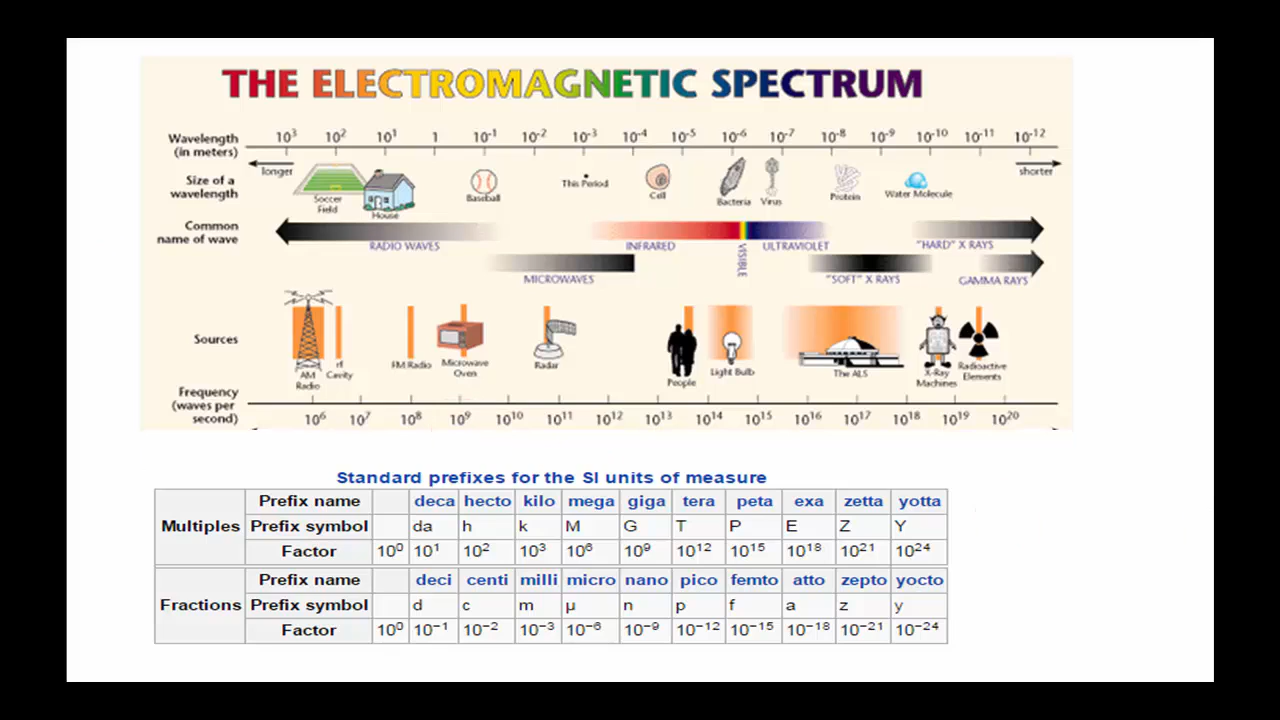 THE ELECTROMAGNETIC SPECTRUM
Wavelength
(in meters)
10³ 10² 10¹ 1 10⁻¹ 10⁻² 10⁻³ 10⁻⁴ 10⁻⁵ 10⁻⁶ 10⁻⁷ 10⁻⁸ 10⁻⁹ 10⁻¹⁰ 10⁻¹¹ 10⁻¹²
longer
shorter
Size of a
wavelength
Soccer
Field
House
Baseball
This Period
Cell
Bacteria
Virus
Protein
Water Molecule
Common
name of wave
RADIO WAVES
INFRARED
VISIBLE
ULTRAVIOLET
"HARD" X RAYS
MICROWAVES
"SOFT" X RAYS
GAMMA RAYS
Sources
AM
Radio
rf
Cavity
FM Radio
Microwave
Oven
Radar
People
Light Bulb
The ALS
X-Ray
Machines
Radioactive
Elements
Frequency
(waves per
second)
10⁶ 10⁷ 10⁸ 10⁹ 10¹⁰ 10¹¹ 10¹² 10¹³ 10¹⁴ 10¹⁵ 10¹⁶ 10¹⁷ 10¹⁸ 10¹⁹ 10²⁰
Standard prefixes for the SI units of measure
Multiples
Prefix name deca hecto kilo mega giga tera peta exa zetta yotta
Prefix symbol da h k M G T P E Z Y
Factor 10⁰ 10¹ 10² 10³ 10⁶ 10⁹ 10¹² 10¹⁵ 10¹⁸ 10²¹ 10²⁴
Fractions
Prefix name deci centi milli micro nano pico femto atto zepto yocto
Prefix symbol d c m μ n p f a z y
Factor 10⁰ 10⁻¹ 10⁻² 10⁻³ 10⁻⁶ 10⁻⁹ 10⁻¹² 10⁻¹⁵ 10⁻¹⁸ 10⁻²¹ 10⁻²⁴